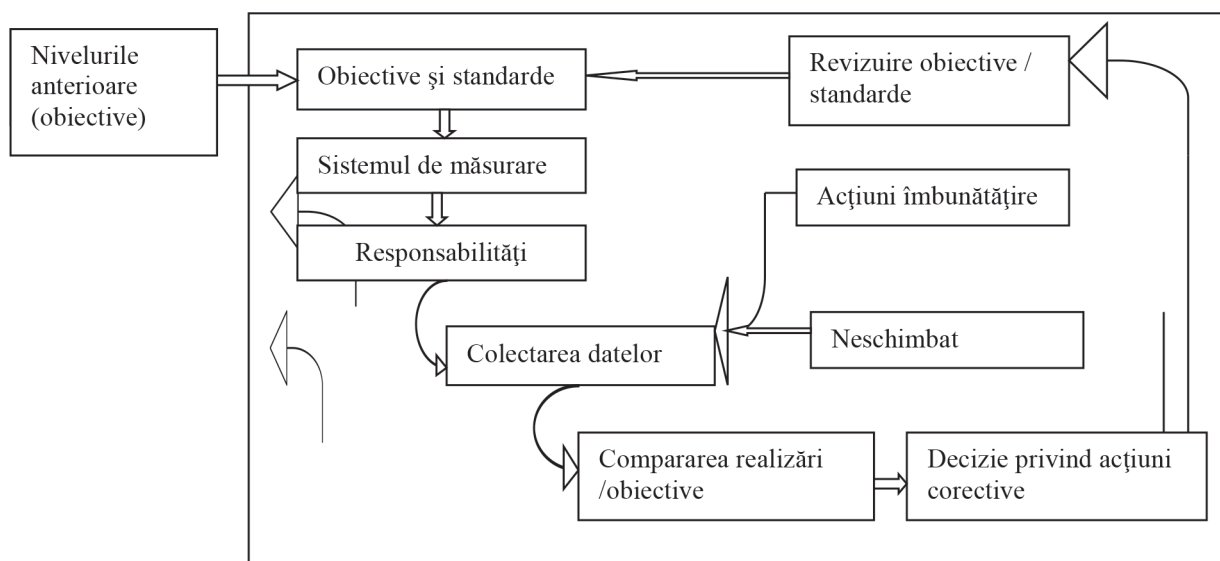 Nivelurile
anterioare
(obiective)
Obiective şi standarde
Revizuire obiective /
standarde
Sistemul de măsurare
Acţiuni îmbunătăţire
Responsabilităţi
Neschimbat
Colectarea datelor
Compararea realizări
/obiective
Decizie privind acţiuni
corective